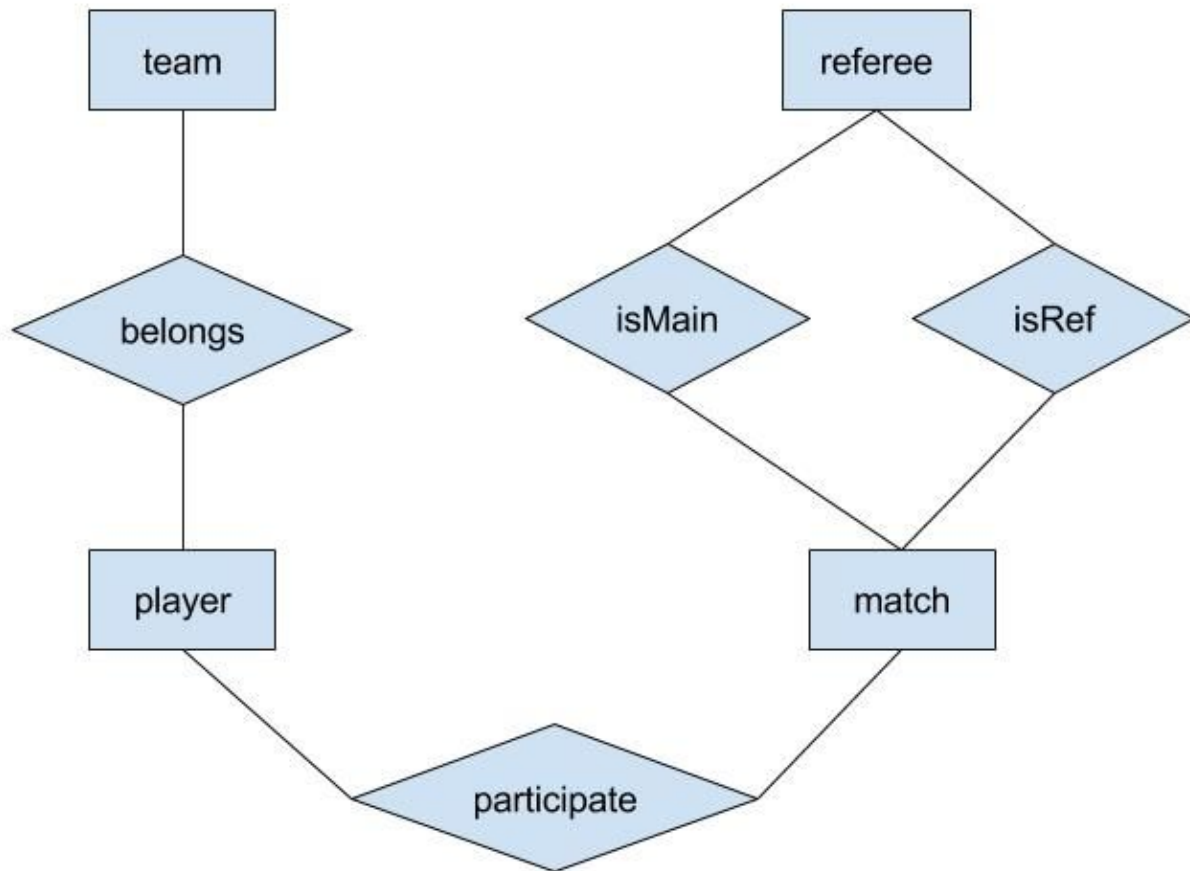 team
referee
belongs
isMain
isRef
player
match
participate